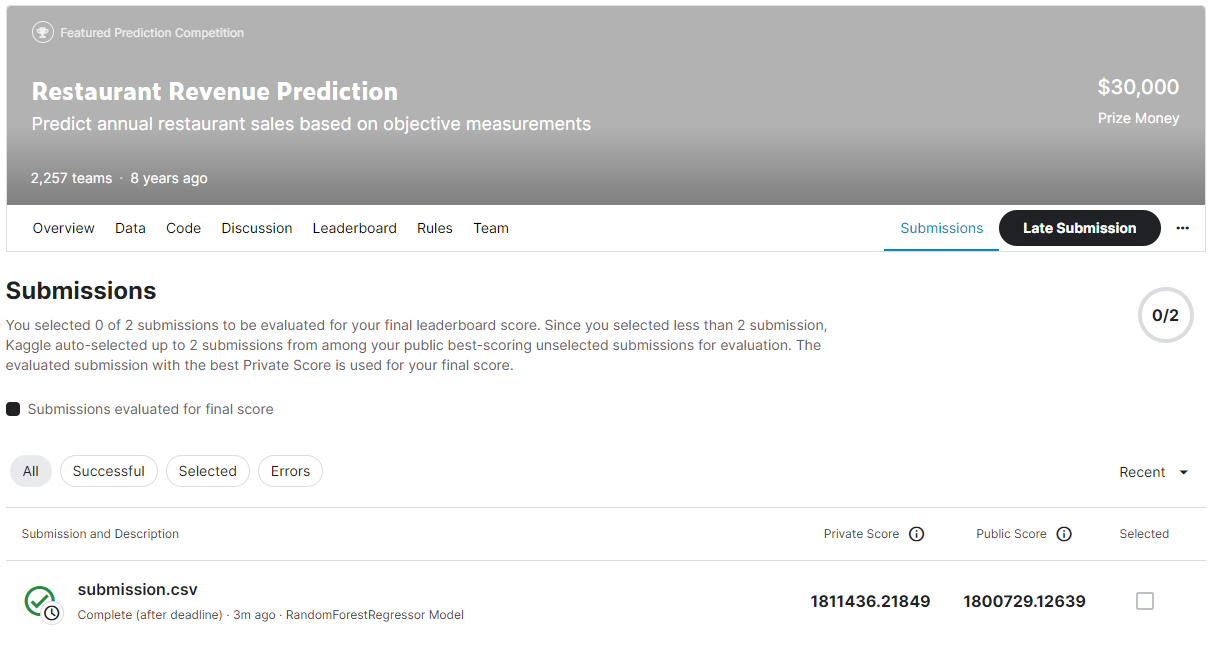 Featured Prediction Competition
Restaurant Revenue Prediction
$30,000
Predict annual restaurant sales based on objective measurements
Prize Money
2,257 teams · 8 years ago
Overview Data Code Discussion Leaderboard Rules Team Submissions Late Submission ...
Submissions
0/2
You selected 0 of 2 submissions to be evaluated for your final leaderboard score. Since you selected less than 2 submission,
Kaggle auto-selected up to 2 submissions from among your public best-scoring unselected submissions for evaluation. The
evaluated submission with the best Private Score is used for your final score.
Submissions evaluated for final score
All Successful Selected Errors Recent
Submission and Description Private Score Public Score Selected
submission.csv
1811436.21849 1800729.12639
Complete (after deadline) · 3m ago · RandomForestRegressor Model